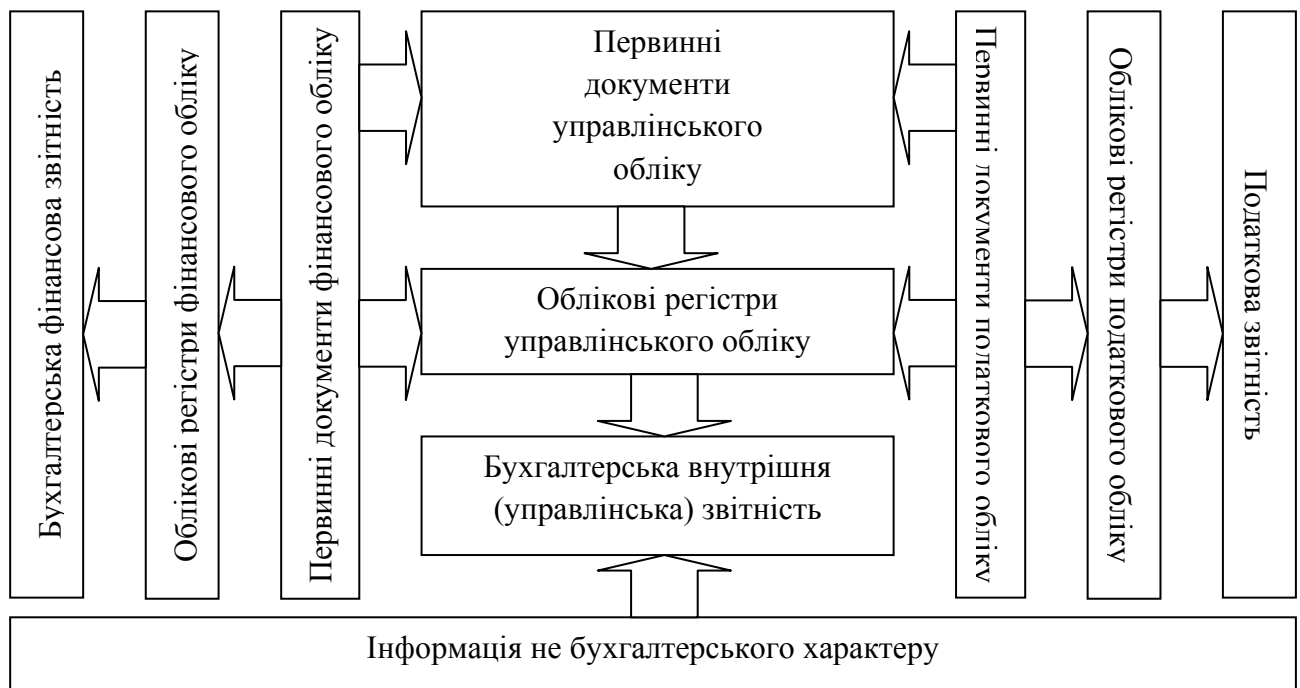 Бухгалтерська фінансова звітність
Облікові регістри фінансового обліку
Первинні документи фінансового обліку
Первинні
документи
управлінського
обліку
Облікові регістри
управлінського обліку
Бухгалтерська внутрішня
(управлінська) звітність
Первинні документи податкового обліку
Облікові регістри податкового обліку
Податкова звітність
Інформація не бухгалтерського характеру